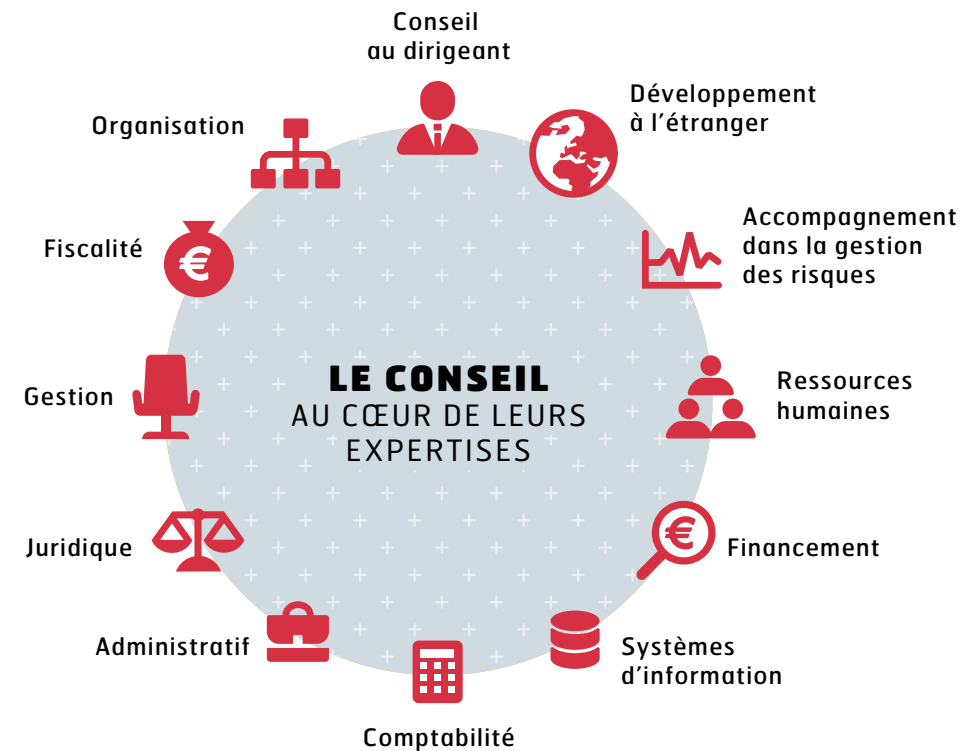 Conseil
au dirigeant
Développement
à l'étranger
Accompagnement
dans la gestion
des risques
Ressources
humaines
€
Financement
Systèmes
d'information
Comptabilité
Administratif
Juridique
Gestion
Fiscalité
€
Organisation
LE CONSEIL
AU CŒUR DE LEURS
EXPERTISES